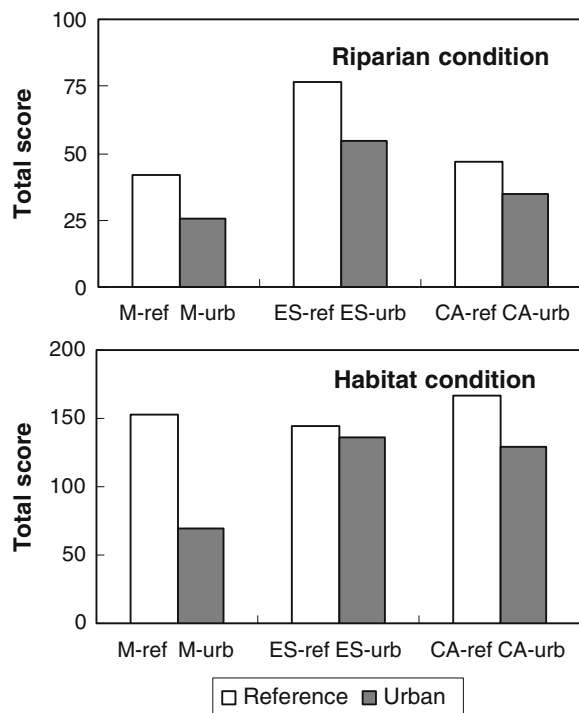 Riparian condition
Total score
100
75
50
25
0
M-ref M-urb ES-ref ES-urb CA-ref CA-urb
Habitat condition
Total score
200
150
100
50
0
M-ref M-urb ES-ref ES-urb CA-ref CA-urb
Reference Urban